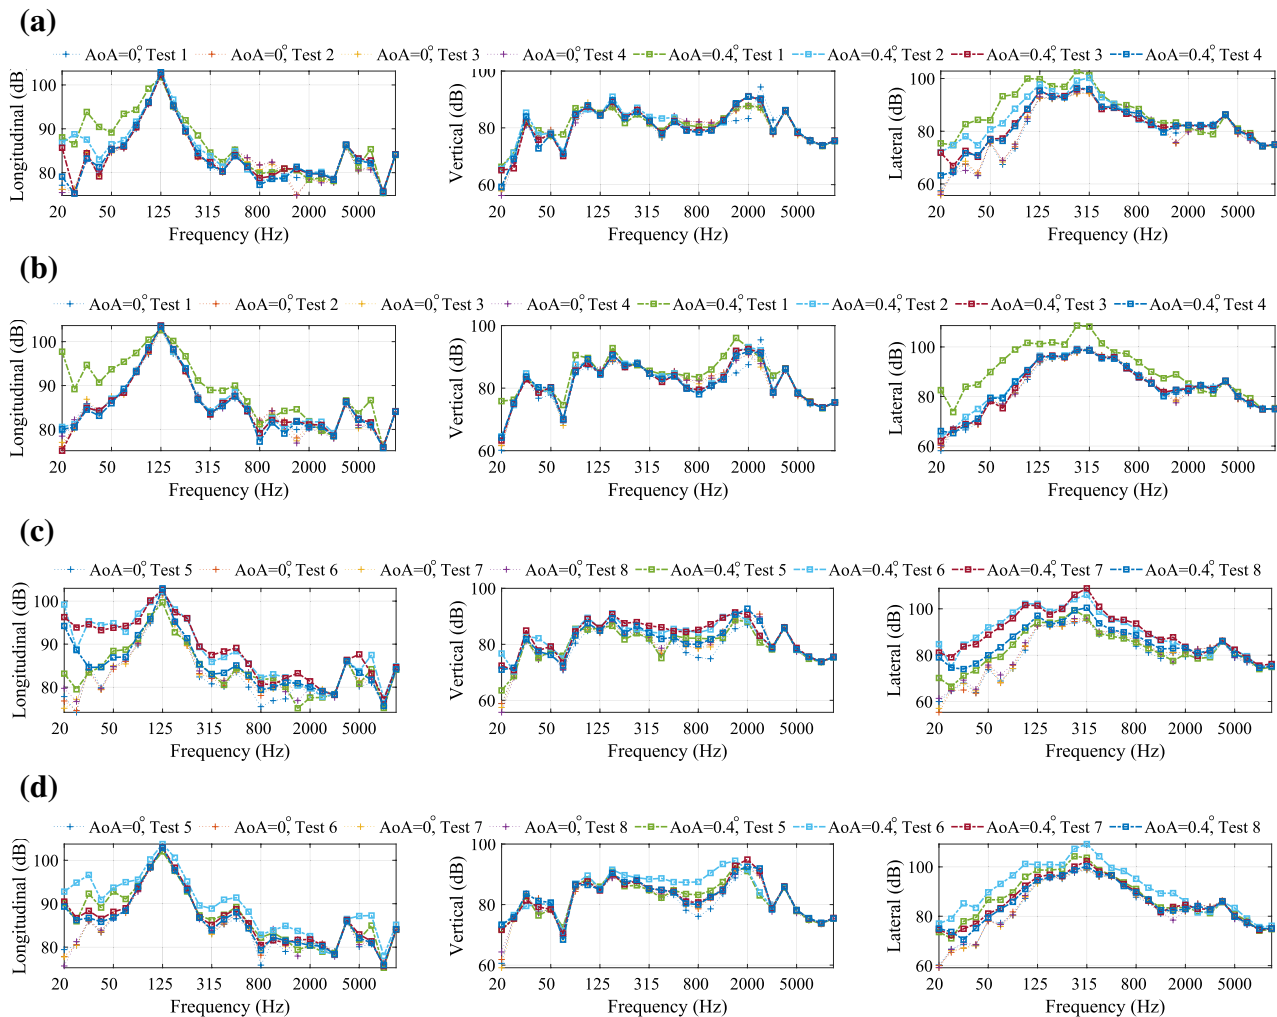 (a)
AoA=0°, Test 1 AoA=0°, Test 2 AoA=0°, Test 3 AoA=0°, Test 4 AoA=0.4°, Test 1 AoA=0.4°, Test 2 AoA=0.4°, Test 3 AoA=0.4°, Test 4
Longitudinal (dB)
100
90
80
20 50 125 315 800 2000 5000
Frequency (Hz)
Vertical (dB)
100
80
60
20 50 125 315 800 2000 5000
Frequency (Hz)
Lateral (dB)
100
80
60
20 50 125 315 800 2000 5000
Frequency (Hz)
(b)
AoA=0°, Test 1 AoA=0°, Test 2 AoA=0°, Test 3 AoA=0°, Test 4 AoA=0.4°, Test 1 AoA=0.4°, Test 2 AoA=0.4°, Test 3 AoA=0.4°, Test 4
Longitudinal (dB)
100
90
80
20 50 125 315 800 2000 5000
Frequency (Hz)
Vertical (dB)
100
80
60
20 50 125 315 800 2000 5000
Frequency (Hz)
Lateral (dB)
100
80
60
20 50 125 315 800 2000 5000
Frequency (Hz)
(c)
AoA=0°, Test 5 AoA=0°, Test 6 AoA=0°, Test 7 AoA=0°, Test 8 AoA=0.4°, Test 5 AoA=0.4°, Test 6 AoA=0.4°, Test 7 AoA=0.4°, Test 8
Longitudinal (dB)
100
90
80
20 50 125 315 800 2000 5000
Frequency (Hz)
Vertical (dB)
100
80
60
20 50 125 315 800 2000 5000
Frequency (Hz)
Lateral (dB)
100
80
60
20 50 125 315 800 2000 5000
Frequency (Hz)
(d)
AoA=0°, Test 5 AoA=0°, Test 6 AoA=0°, Test 7 AoA=0°, Test 8 AoA=0.4°, Test 5 AoA=0.4°, Test 6 AoA=0.4°, Test 7 AoA=0.4°, Test 8
Longitudinal (dB)
100
90
80
20 50 125 315 800 2000 5000
Frequency (Hz)
Vertical (dB)
100
80
60
20 50 125 315 800 2000 5000
Frequency (Hz)
Lateral (dB)
100
80
60
20 50 125 315 800 2000 5000
Frequency (Hz)